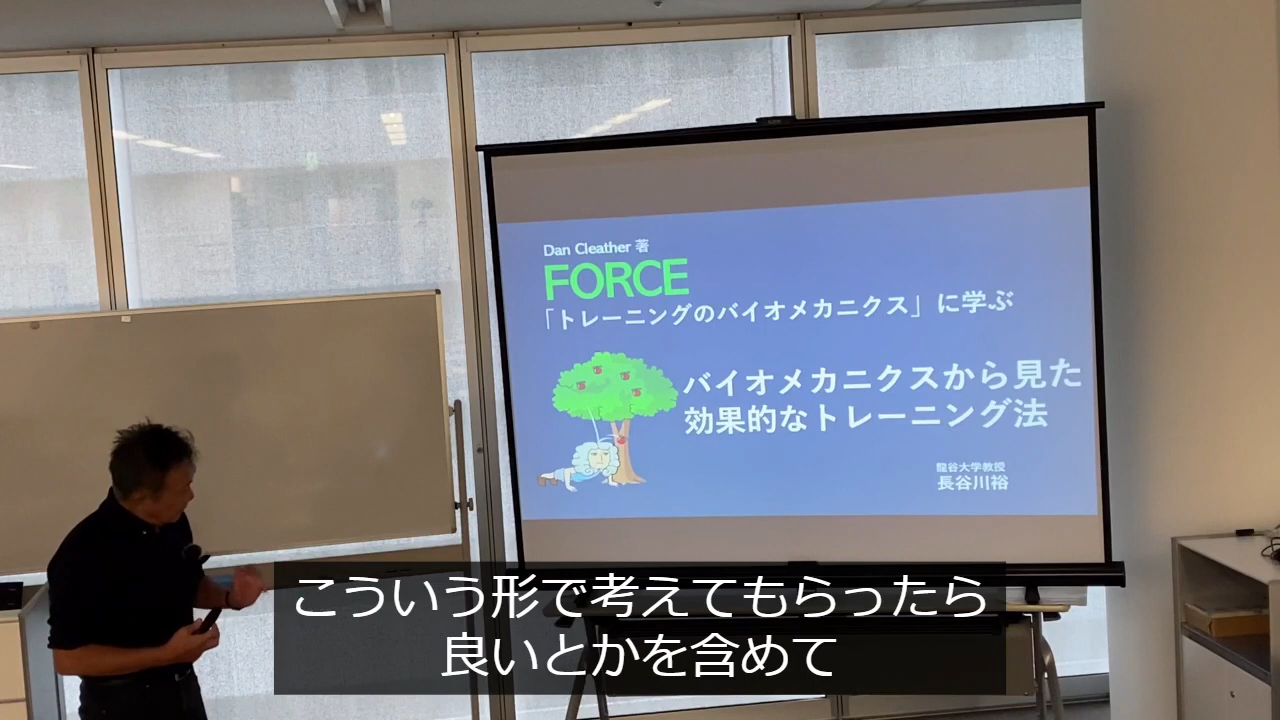 Dan Cleather 著
FORCE
「トレーニングのバイオメカニクス」に学ぶ
バイオメカニクスから見た
効果的なトレーニング法
龍谷大学教授
長谷川裕
こういう形で考えてもらったら
良いとかを含めて